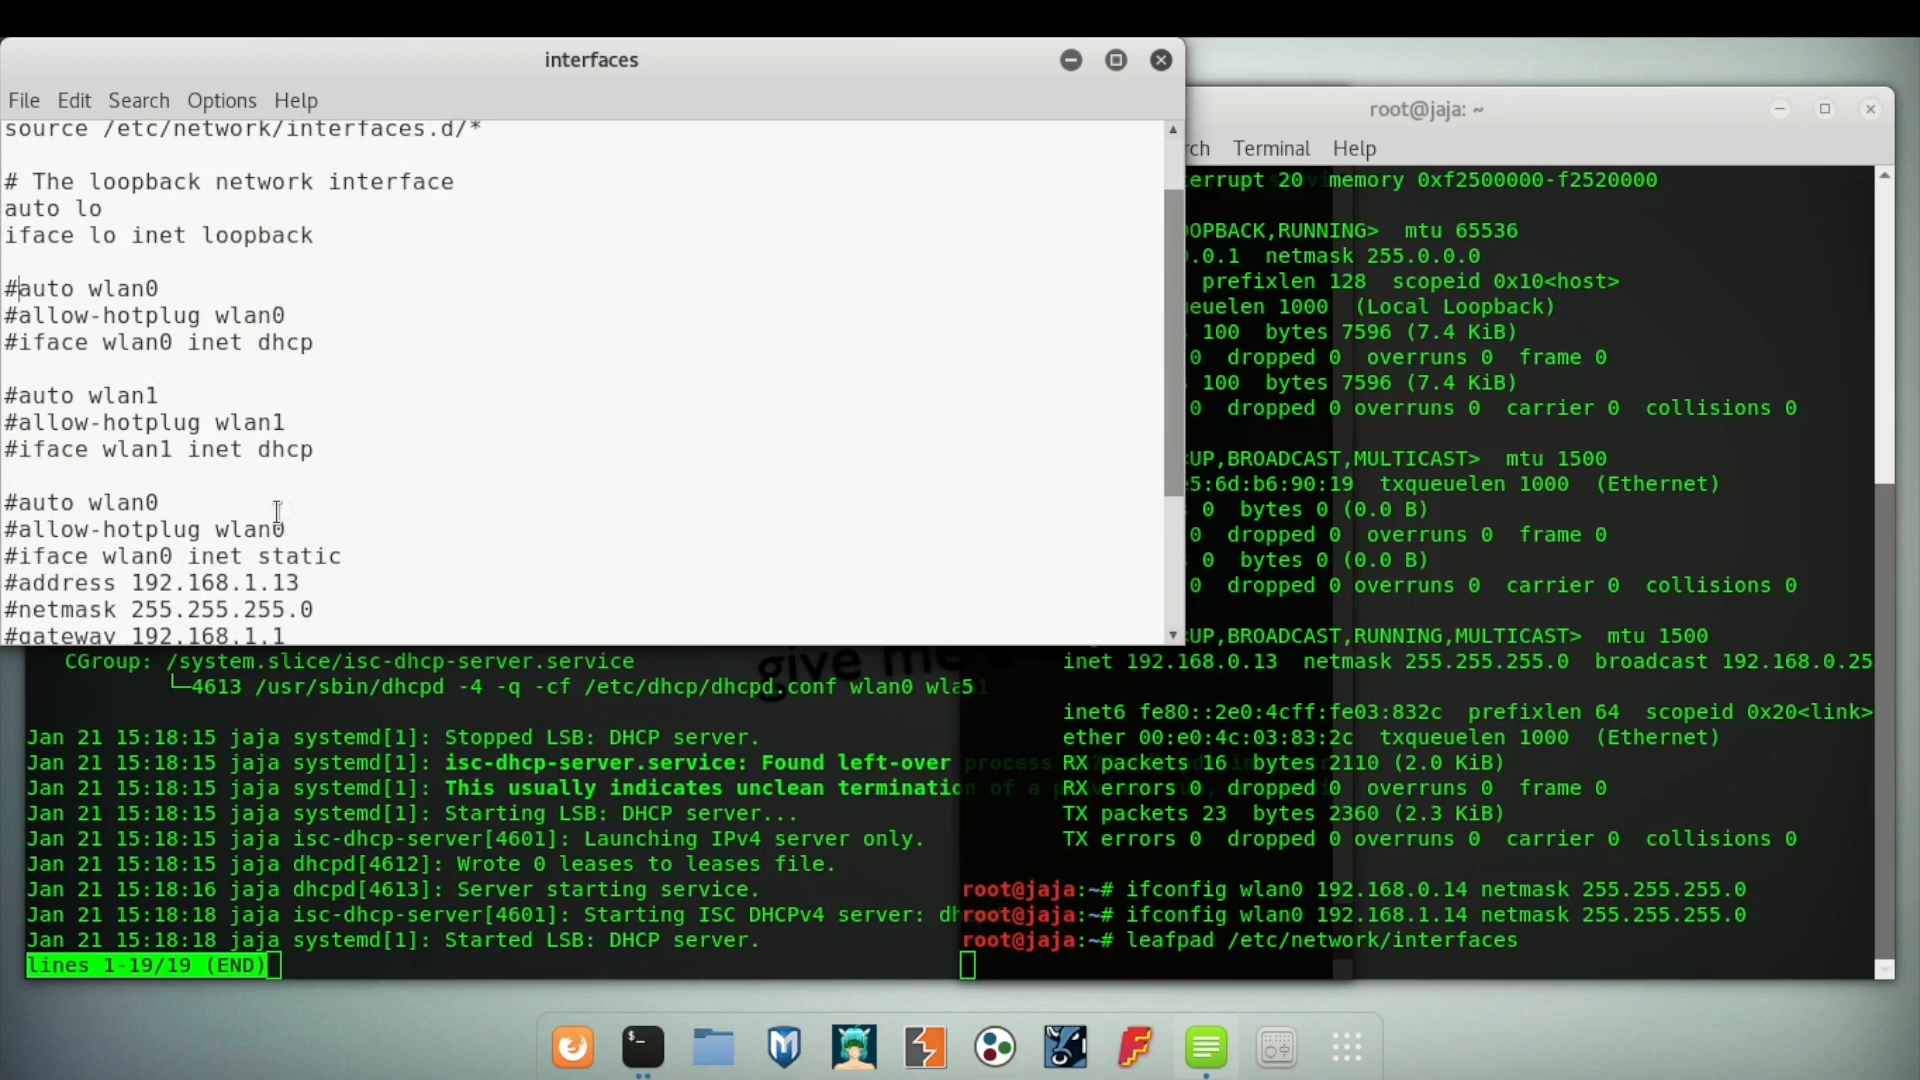 interfaces
File Edit Search Options Help
source /etc/network/interfaces.d/*
# The loopback network interface
auto lo
iface lo inet loopback
#auto wlan0
#allow-hotplug wlan0
#iface wlan0 inet dhcp
#auto wlan1
#allow-hotplug wlan1
#iface wlan1 inet dhcp
#auto wlan0
#allow-hotplug wlan0
#iface wlan0 inet static
#address 192.168.1.13
#netmask 255.255.255.0
#gateway 192.168.1.1
CGroup: /system.slice/isc-dhcp-server.service
└─4613 /usr/sbin/dhcpd -4 -q -cf /etc/dhcp/dhcpd.conf wlan0
Jan 21 15:18:15 jaja systemd[1]: Stopped LSB: DHCP server.
Jan 21 15:18:15 jaja systemd[1]: isc-dhcp-server.service: Found left-over process
Jan 21 15:18:15 jaja systemd[1]: This usually indicates unclean termination of a
Jan 21 15:18:15 jaja systemd[1]: Starting LSB: DHCP server...
Jan 21 15:18:15 jaja isc-dhcp-server[4601]: Launching IPv4 server only.
Jan 21 15:18:15 jaja dhcpd[4612]: Wrote 0 leases to leases file.
Jan 21 15:18:16 jaja dhcpd[4613]: Server starting service.
Jan 21 15:18:18 jaja isc-dhcp-server[4601]: Starting ISC DHCPv4 server: dh
Jan 21 15:18:18 jaja systemd[1]: Started LSB: DHCP server.
lines 1-19/19 (END)
give me
root@jaja: ~
rch Terminal Help
errupt 20 memory 0xf2500000-f2520000
OOPBACK,RUNNING> mtu 65536
.0.1 netmask 255.0.0.0
prefixlen 128 scopeid 0x10<host>
ueuelen 1000 (Local Loopback)
100 bytes 7596 (7.4 KiB)
0 dropped 0 overruns 0 frame 0
100 bytes 7596 (7.4 KiB)
0 dropped 0 overruns 0 carrier 0 collisions 0
UP,BROADCAST,MULTICAST> mtu 1500
e5:6d:b6:90:19 txqueuelen 1000 (Ethernet)
0 bytes 0 (0.0 B)
0 dropped 0 overruns 0 frame 0
0 bytes 0 (0.0 B)
0 dropped 0 overruns 0 carrier 0 collisions 0
UP,BROADCAST,RUNNING,MULTICAST> mtu 1500
inet 192.168.0.13 netmask 255.255.255.0 broadcast 192.168.0.25
5
inet6 fe80::2e0:4cff:fe03:832c prefixlen 64 scopeid 0x20<link>
ether 00:e0:4c:03:83:2c txqueuelen 1000 (Ethernet)
RX packets 16 bytes 2110 (2.0 KiB)
RX errors 0 dropped 0 overruns 0 frame 0
TX packets 23 bytes 2360 (2.3 KiB)
TX errors 0 dropped 0 overruns 0 carrier 0 collisions 0
root@jaja:~# ifconfig wlan0 192.168.0.14 netmask 255.255.255.0
root@jaja:~# ifconfig wlan0 192.168.1.14 netmask 255.255.255.0
root@jaja:~# leafpad /etc/network/interfaces